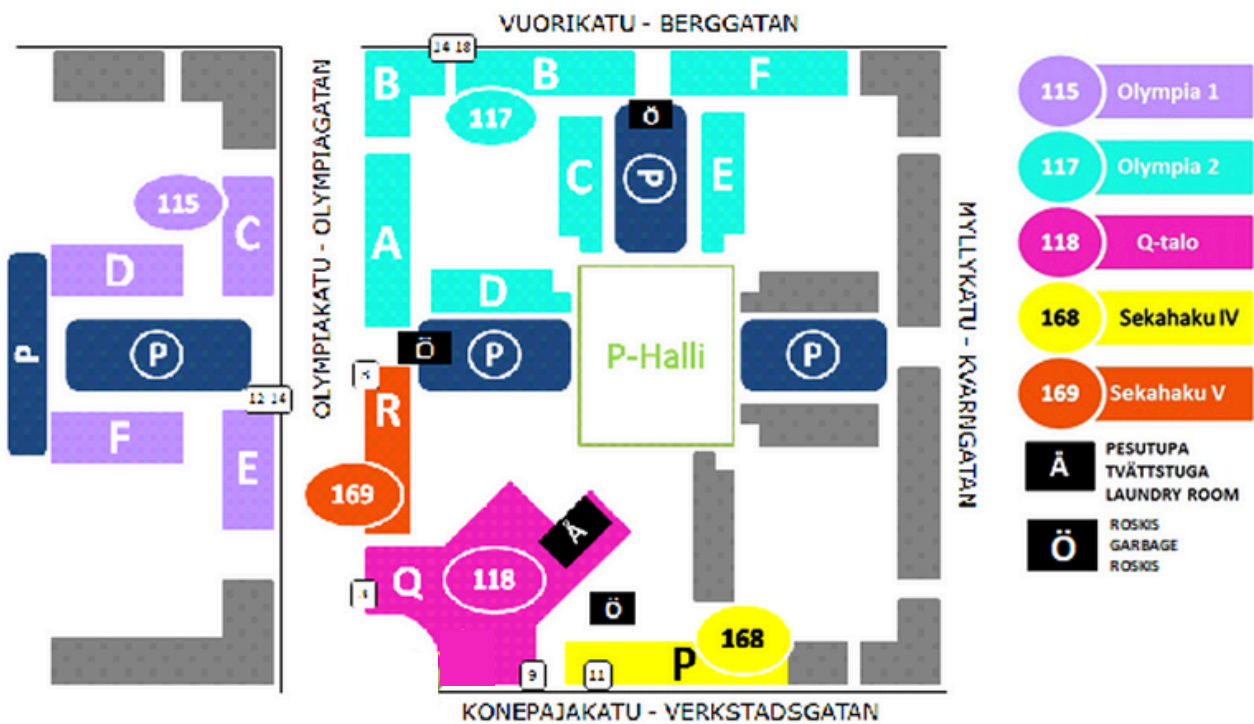 VUORIKATU - BERGGATAN
14 18
B
B
F
117
Ö
C
P
E
A
D
Ö
P
P-Halli
P
OLYMPIAKATU - OLYMPIAGATAN
MYLLYKATU - KVARNGATAN
115
C
D
P
P
F
E
R
169
Q
118
Ä
Ö
168
P
9
11
KONEPAJAKATU - VERKSTADSGATAN
115 Olympia 1
117 Olympia 2
118 Q-talo
168 Sekahaku IV
169 Sekahaku V
Ä
PESUTUPA
TVÄTTSTUGA
LAUNDRY ROOM
Ö
ROSKIS
GARBAGE
ROSKIS